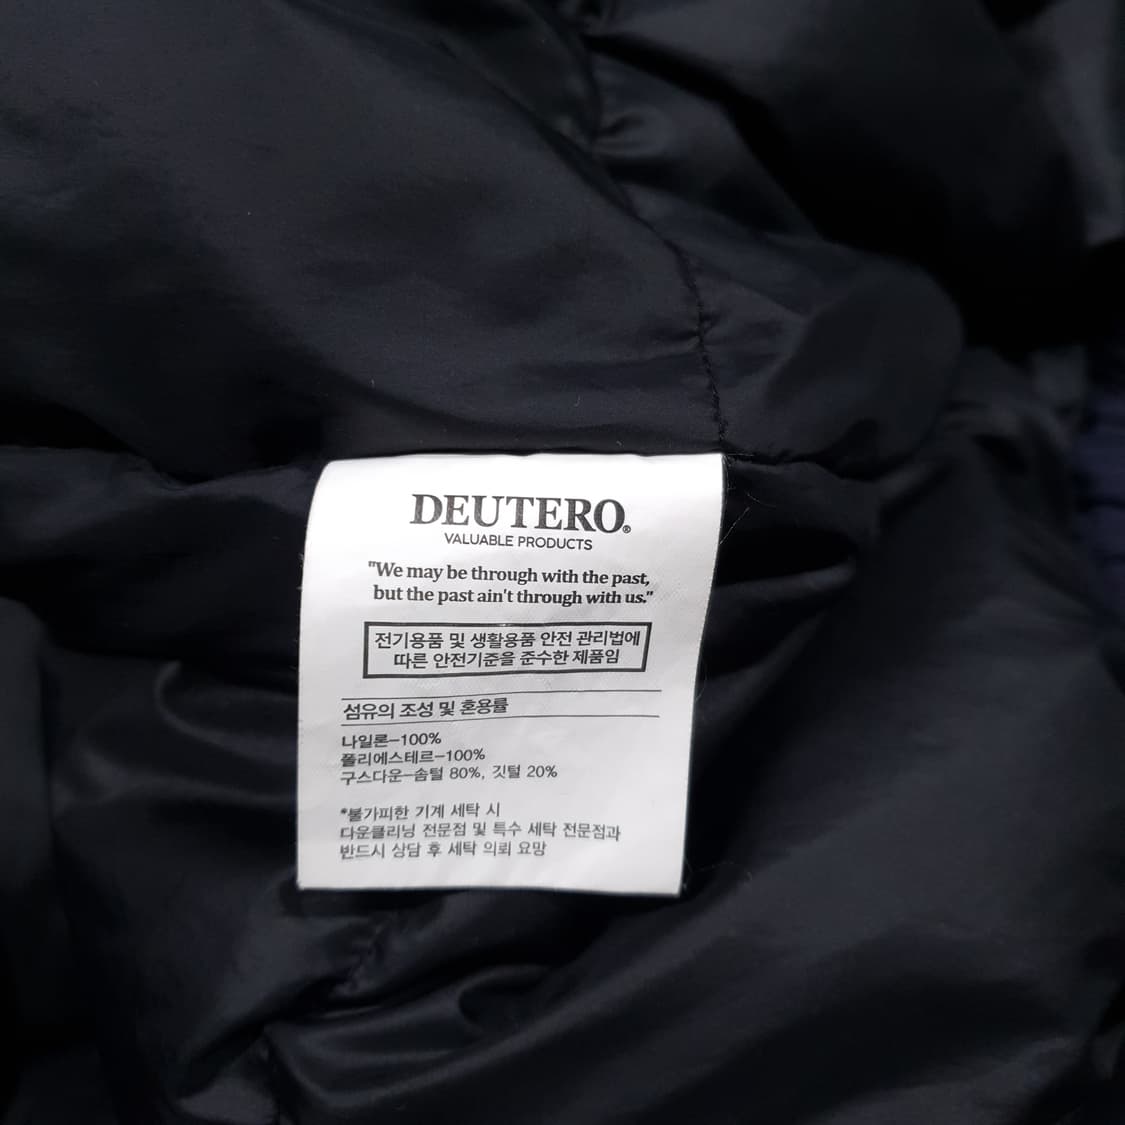 DEUTERO®
VALUABLE PRODUCTS
"We may be through with the past,
but the past ain't through with us."
전기용품 및 생활용품 안전 관리법에
따른 안전기준을 준수한 제품임
섬유의 조성 및 혼용률
나일론-100%
폴리에스테르-100%
구스다운-솜털 80%, 깃털 20%
*불가피한 기계 세탁 시
다운클리닝 전문점 및 특수 세탁 전문점과
반드시 상담 후 세탁 의뢰 요망